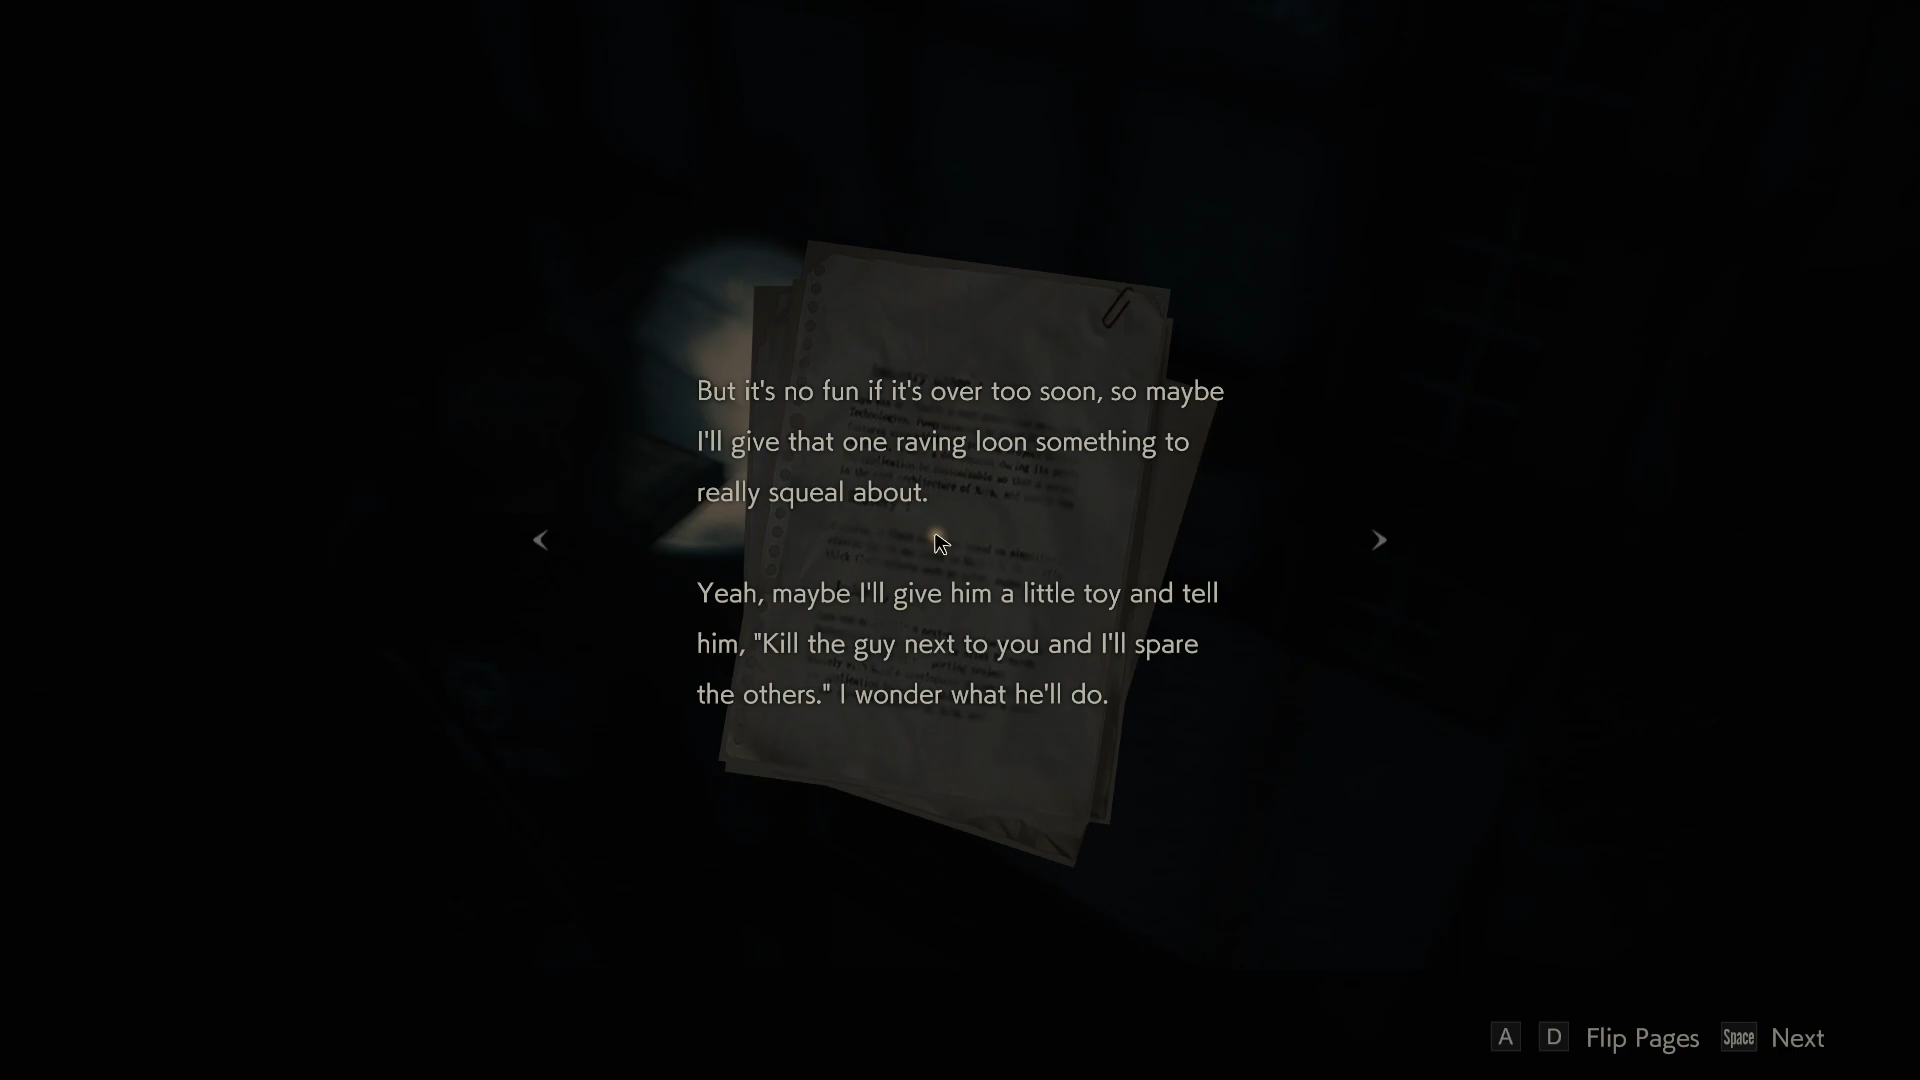 But it's no fun if it's over too soon, so maybe
I'll give that one raving loon something to
really squeal about.
Yeah, maybe I'll give him a little toy and tell
him, "Kill the guy next to you and I'll spare
the others." I wonder what he'll do.
A D Flip Pages Space Next